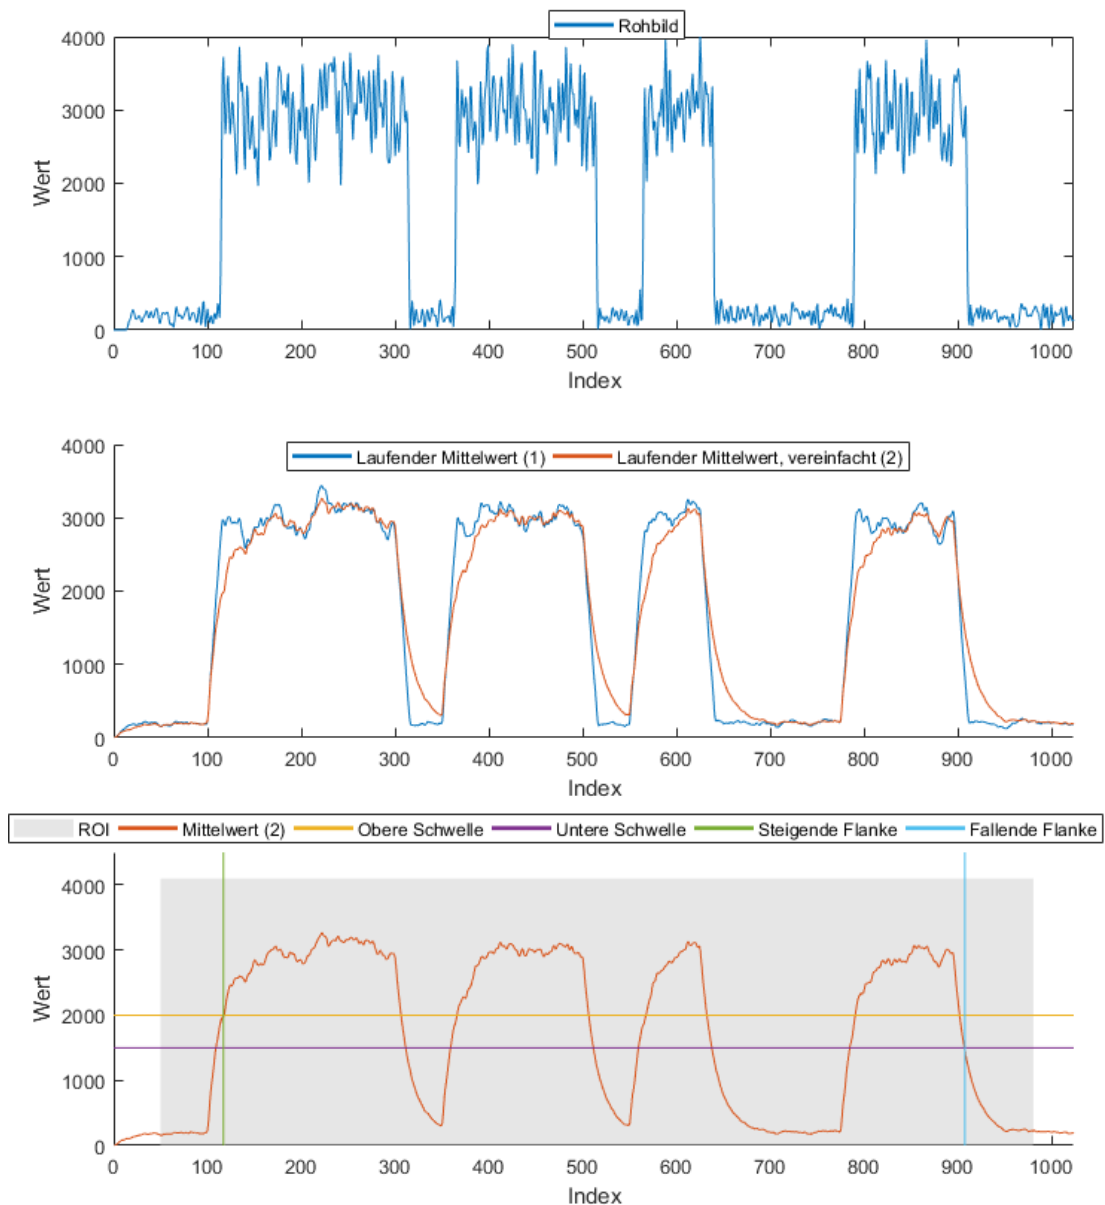 Rohbild
4000
3000
2000
1000
0
Wert
0 100 200 300 400 500 600 700 800 900 1000
Index
Laufender Mittelwert (1) Laufender Mittelwert, vereinfacht (2)
4000
3000
2000
1000
0
Wert
0 100 200 300 400 500 600 700 800 900 1000
Index
ROI Mittelwert (2) Obere Schwelle Untere Schwelle Steigende Flanke Fallende Flanke
4000
3000
2000
1000
0
Wert
0 100 200 300 400 500 600 700 800 900 1000
Index